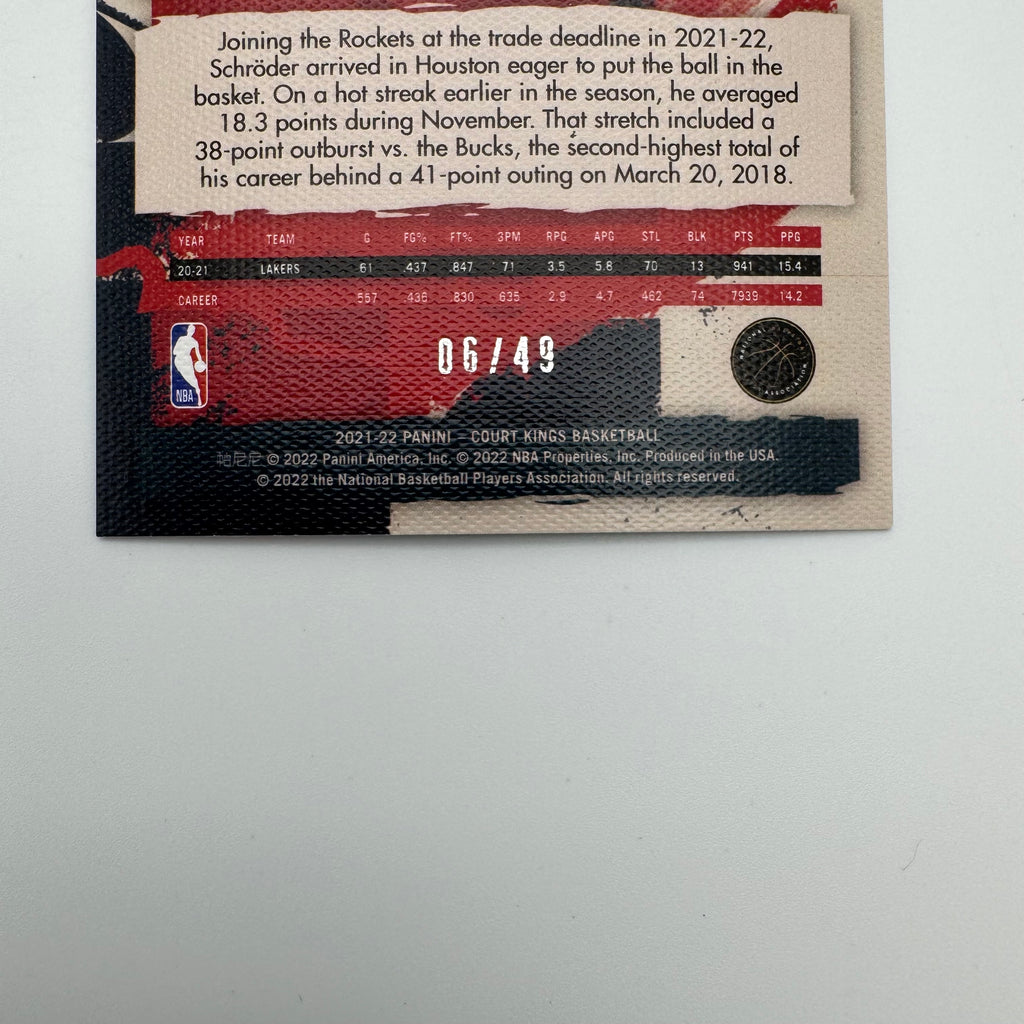 Joining the Rockets at the trade deadline in 2021-22,
Schröder arrived in Houston eager to put the ball in the
basket. On a hot streak earlier in the season, he averaged
18.3 points during November. That stretch included a
38-point outburst vs. the Bucks, the second-highest total of
his career behind a 41-point outing on March 20, 2018.
YEAR TEAM G FG% FT% 3PM RPG APG STL BLK PTS PPG
20-21 LAKERS 61 .437 .847 71 3.5 5.8 70 13 941 15.4
CAREER 557 .436 .830 635 2.9 4.7 462 74 7939 14.2
06/49
NBA
NATIONAL BASKETBALL ASSOCIATION
2021-22 PANINI – COURT KINGS BASKETBALL
帕尼尼 © 2022 Panini America, Inc. © 2022 NBA Properties, Inc. Produced in the USA.
© 2022 the National Basketball Players Association. All rights reserved.